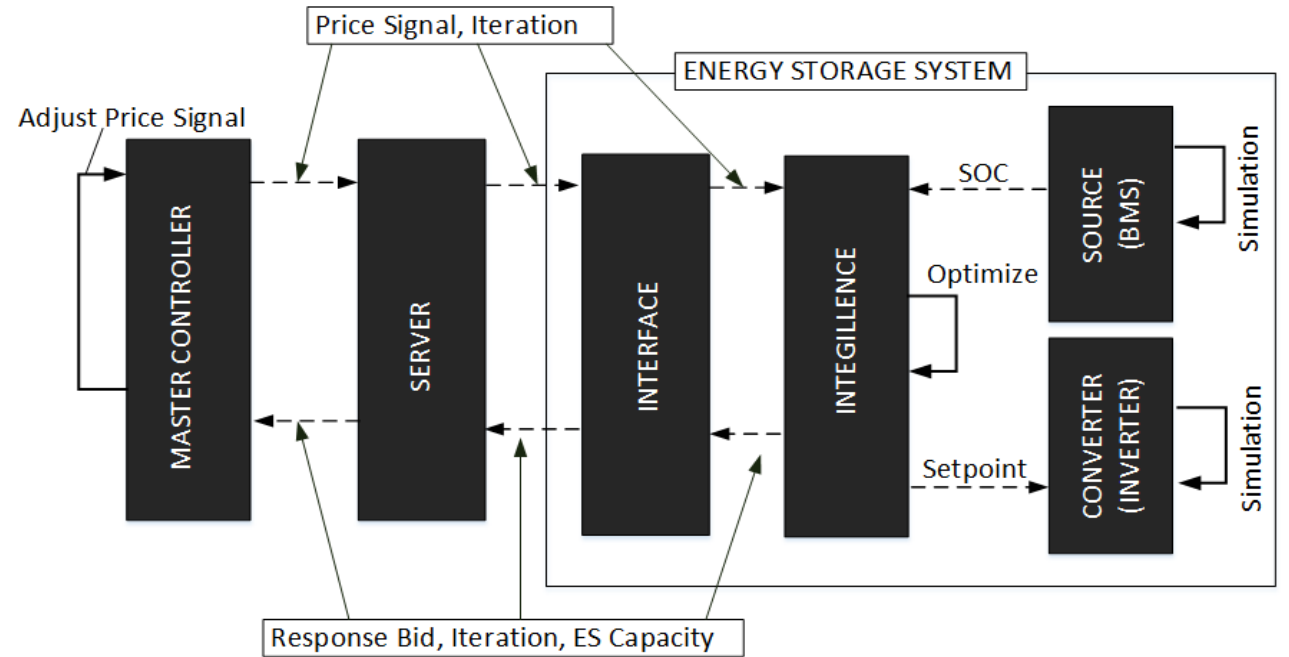 Price Signal, Iteration
ENERGY STORAGE SYSTEM
Adjust Price Signal
MASTER CONTROLLER
SERVER
INTERFACE
INTEGILLENCE
SOC
SOURCE
(BMS)
Simulation
Optimize
Setpoint
CONVERTER
(INVERTER)
Simulation
Response Bid, Iteration, ES Capacity